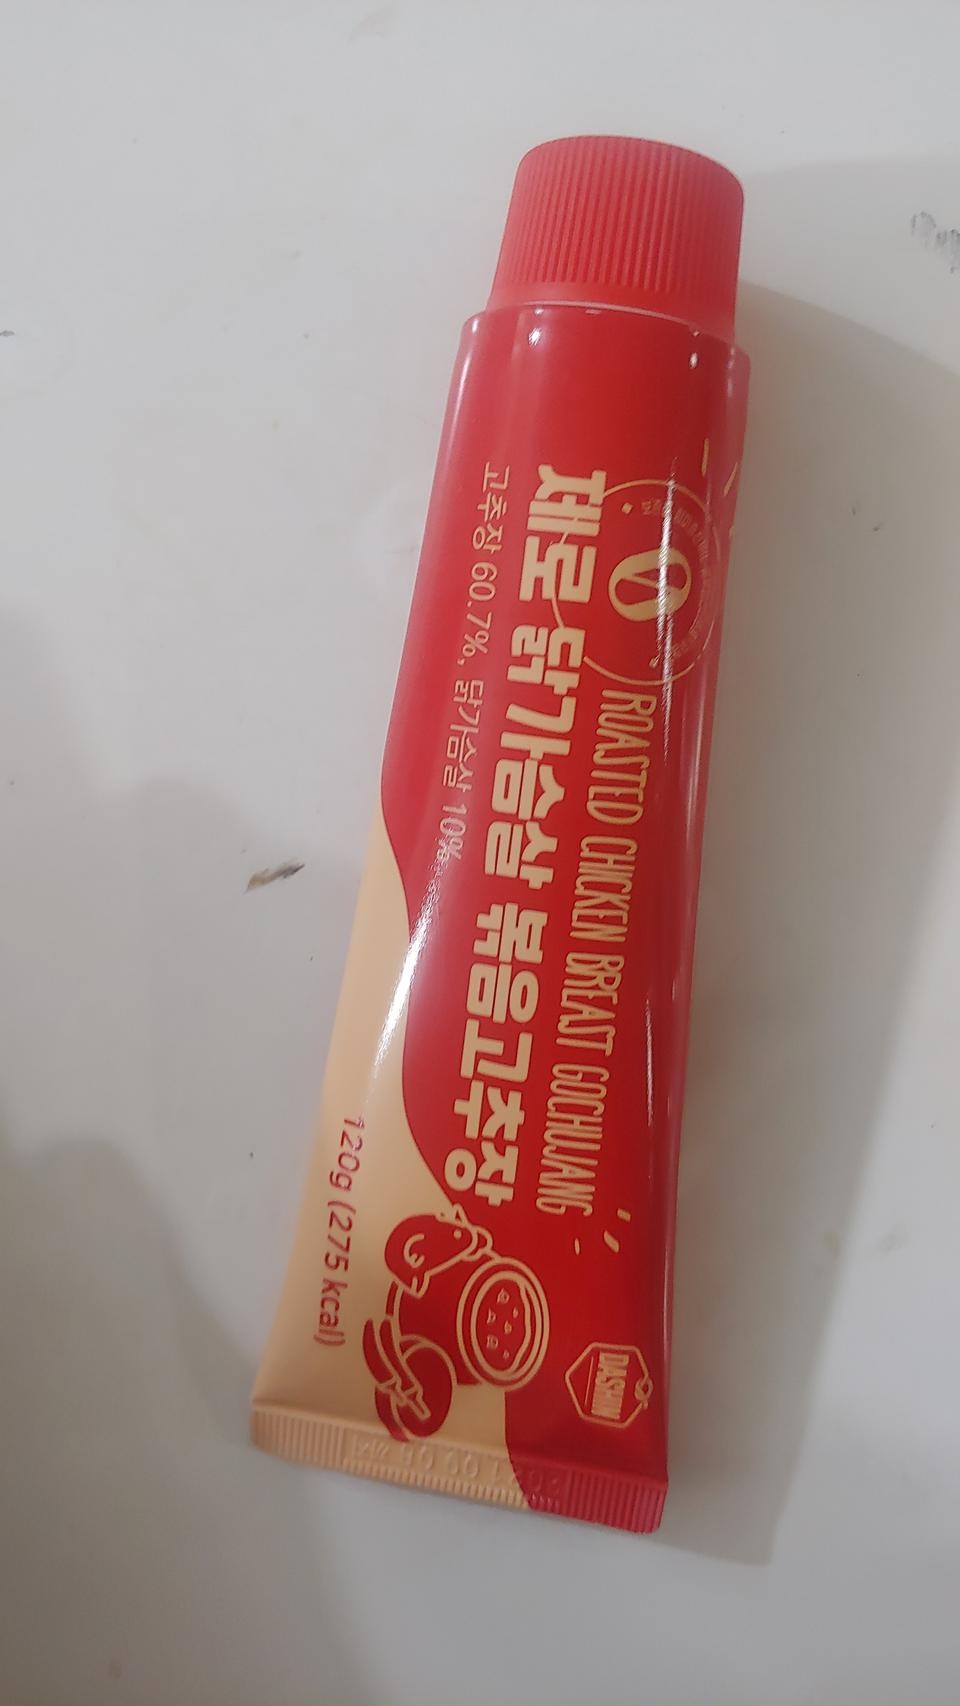 제로 닭가슴살 볶음고추장
ROASTED CHICKEN BREAST GOCHUJANG
고추장 60.7%, 닭가슴살 10%
120g (275 kcal)
DASHIN